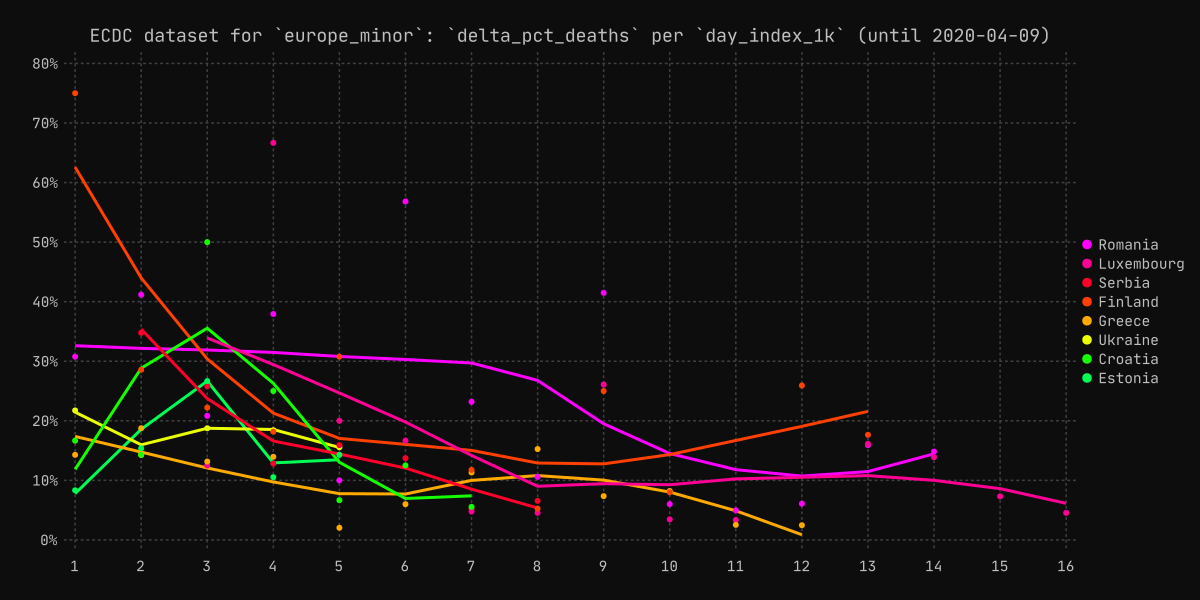 ECDC dataset for `europe_minor`: `delta_pct_deaths` per `day_index_1k` (until 2020-04-09)
80%
70%
60%
50%
40%
30%
20%
10%
0%
1 2 3 4 5 6 7 8 9 10 11 12 13 14 15 16
Romania
Luxembourg
Serbia
Finland
Greece
Ukraine
Croatia
Estonia